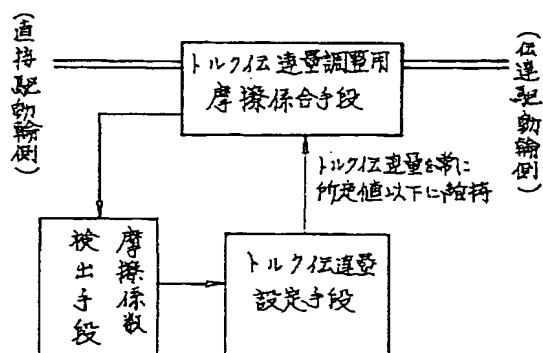 (直持駆動輪側)
トルク伝達量調整用
摩擦係合手段
(伝達駆動輪側)
トルク伝達量を常に
所定値以下に維持
摩擦係数
検出手段
トルク伝達量
設定手段